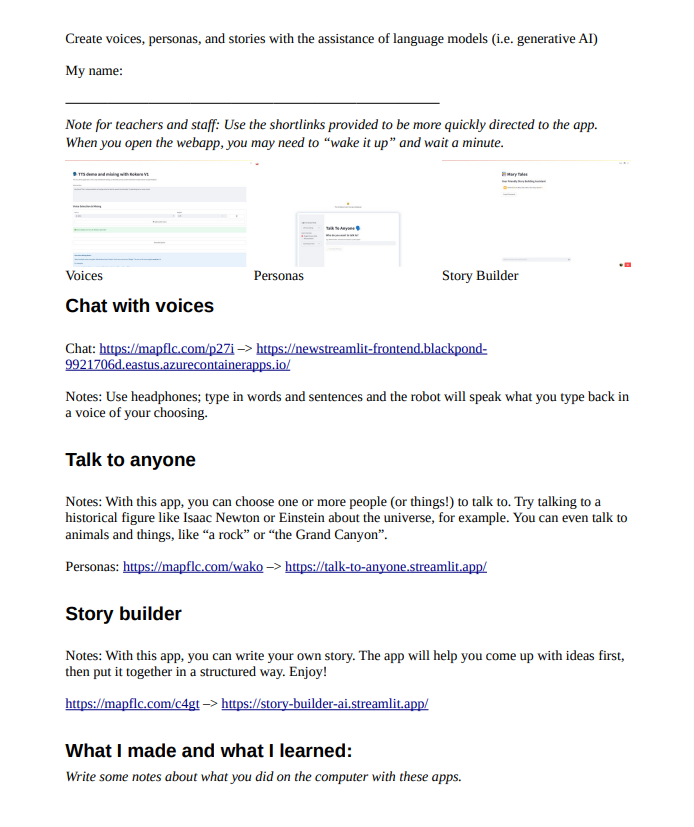 Create voices, personas, and stories with the assistance of language models (i.e. generative AI)
My name:
Note for teachers and staff: Use the shortlinks provided to be more quickly directed to the app.
When you open the webapp, you may need to “wake it up” and wait a minute.
TTS demo and mixing with Kokoro V1
Talk To Anyone
Story Tales
Voices
Personas
Story Builder
Chat with voices
Chat: https://mapflc.com/p27i –> https://newstreamlit-frontend.blackpond-
9921706d.eastus.azurecontainerapps.io/
Notes: Use headphones; type in words and sentences and the robot will speak what you type back in
a voice of your choosing.
Talk to anyone
Notes: With this app, you can choose one or more people (or things!) to talk to. Try talking to a
historical figure like Isaac Newton or Einstein about the universe, for example. You can even talk to
animals and things, like “a rock” or “the Grand Canyon”.
Personas: https://mapflc.com/wako –> https://talk-to-anyone.streamlit.app/
Story builder
Notes: With this app, you can write your own story. The app will help you come up with ideas first,
then put it together in a structured way. Enjoy!
https://mapflc.com/c4gt –> https://story-builder-ai.streamlit.app/
What I made and what I learned:
Write some notes about what you did on the computer with these apps.